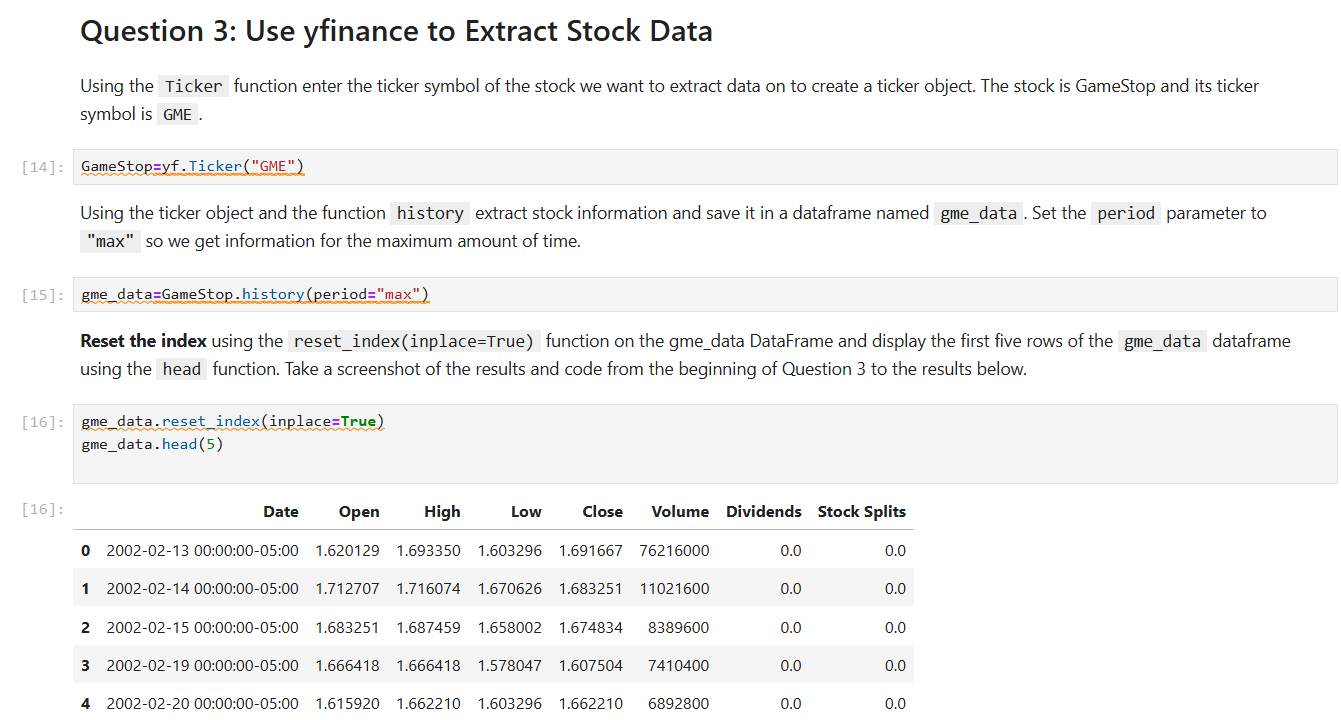 Question 3: Use yfinance to Extract Stock Data
Using the Ticker function enter the ticker symbol of the stock we want to extract data on to create a ticker object. The stock is GameStop and its ticker
symbol is GME .
[14]: GameStop=yf.Ticker("GME")
Using the ticker object and the function history extract stock information and save it in a dataframe named gme_data . Set the period parameter to
"max" so we get information for the maximum amount of time.
[15]: gme_data=GameStop.history(period="max")
Reset the index using the reset_index(inplace=True) function on the gme_data DataFrame and display the first five rows of the gme_data dataframe
using the head function. Take a screenshot of the results and code from the beginning of Question 3 to the results below.
[16]: gme_data.reset_index(inplace=True)
gme_data.head(5)
[16]: Date Open High Low Close Volume Dividends Stock Splits
0 2002-02-13 00:00:00-05:00 1.620129 1.693350 1.603296 1.691667 76216000 0.0 0.0
1 2002-02-14 00:00:00-05:00 1.712707 1.716074 1.670626 1.683251 11021600 0.0 0.0
2 2002-02-15 00:00:00-05:00 1.683251 1.687459 1.658002 1.674834 8389600 0.0 0.0
3 2002-02-19 00:00:00-05:00 1.666418 1.666418 1.578047 1.607504 7410400 0.0 0.0
4 2002-02-20 00:00:00-05:00 1.615920 1.662210 1.603296 1.662210 6892800 0.0 0.0